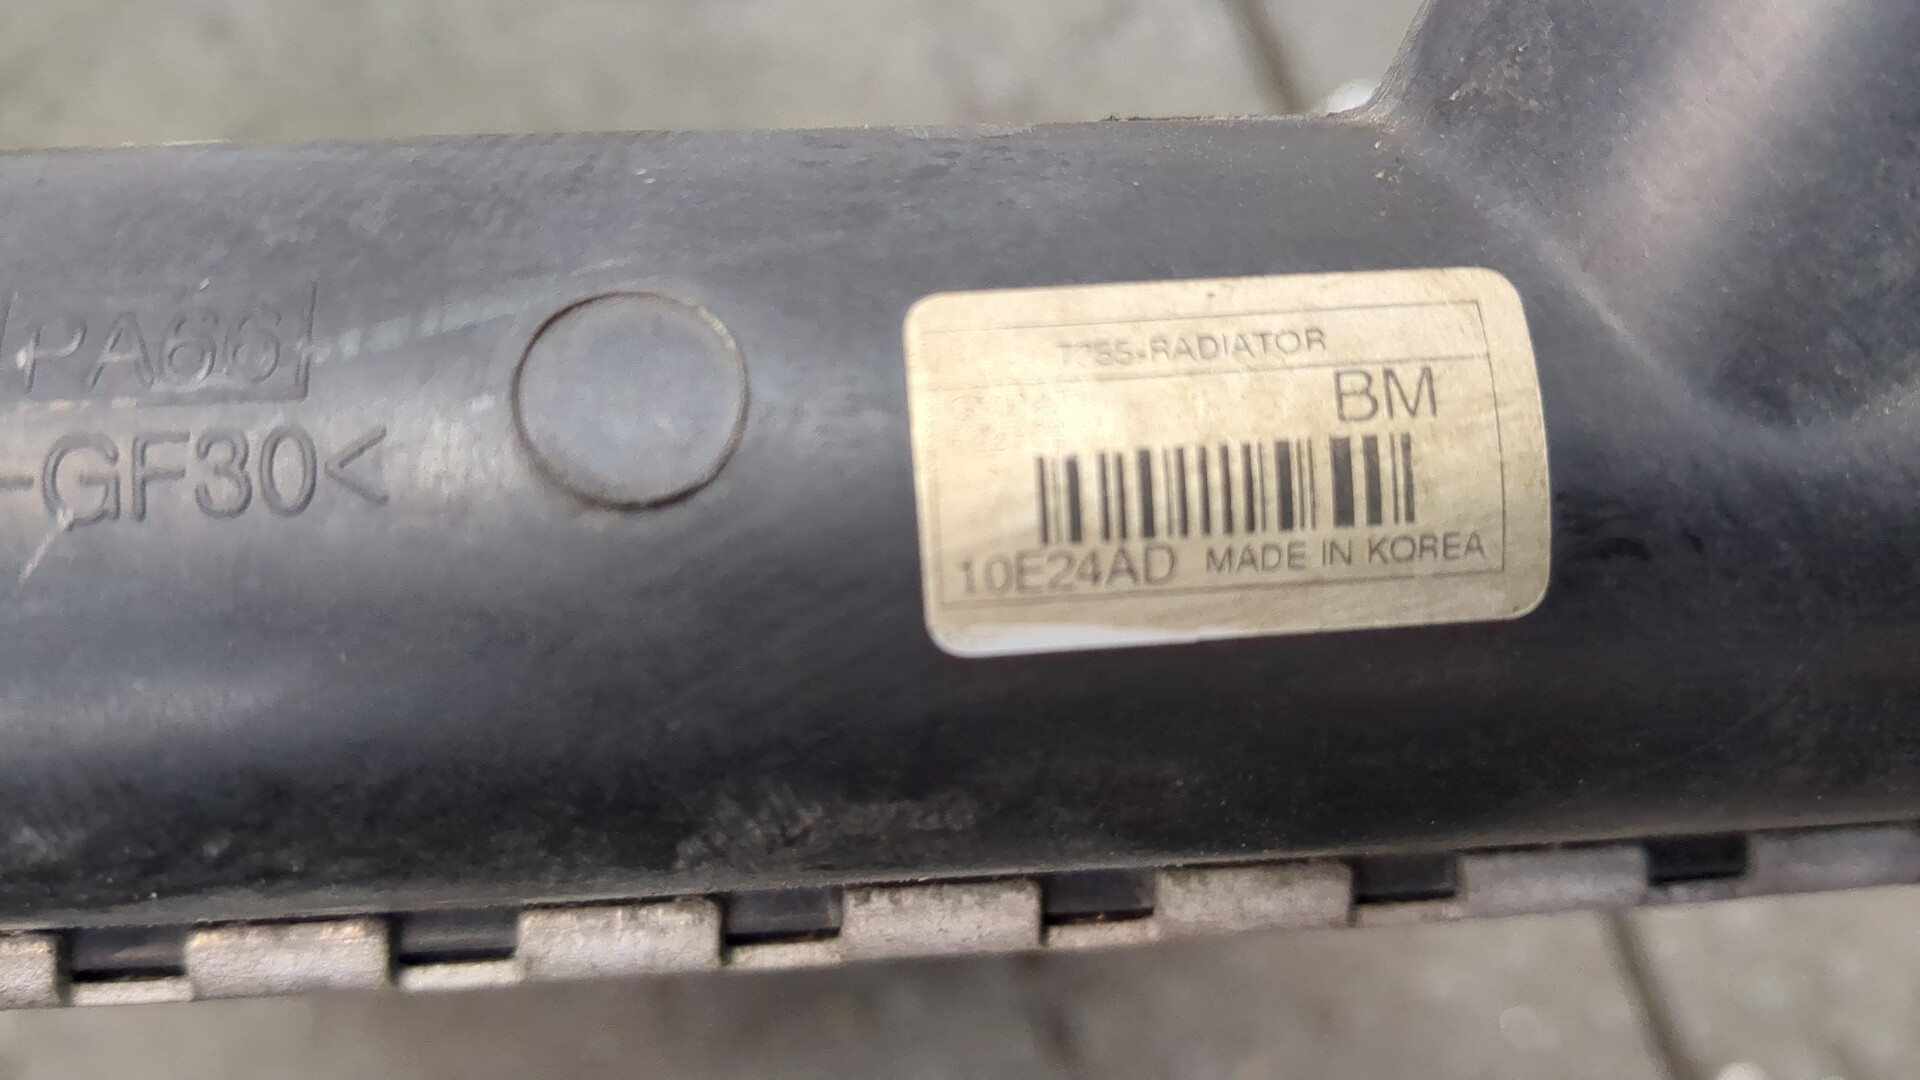 PA66
-GF30<
-RADIATOR
BM
10E24AD MADE IN KOREA